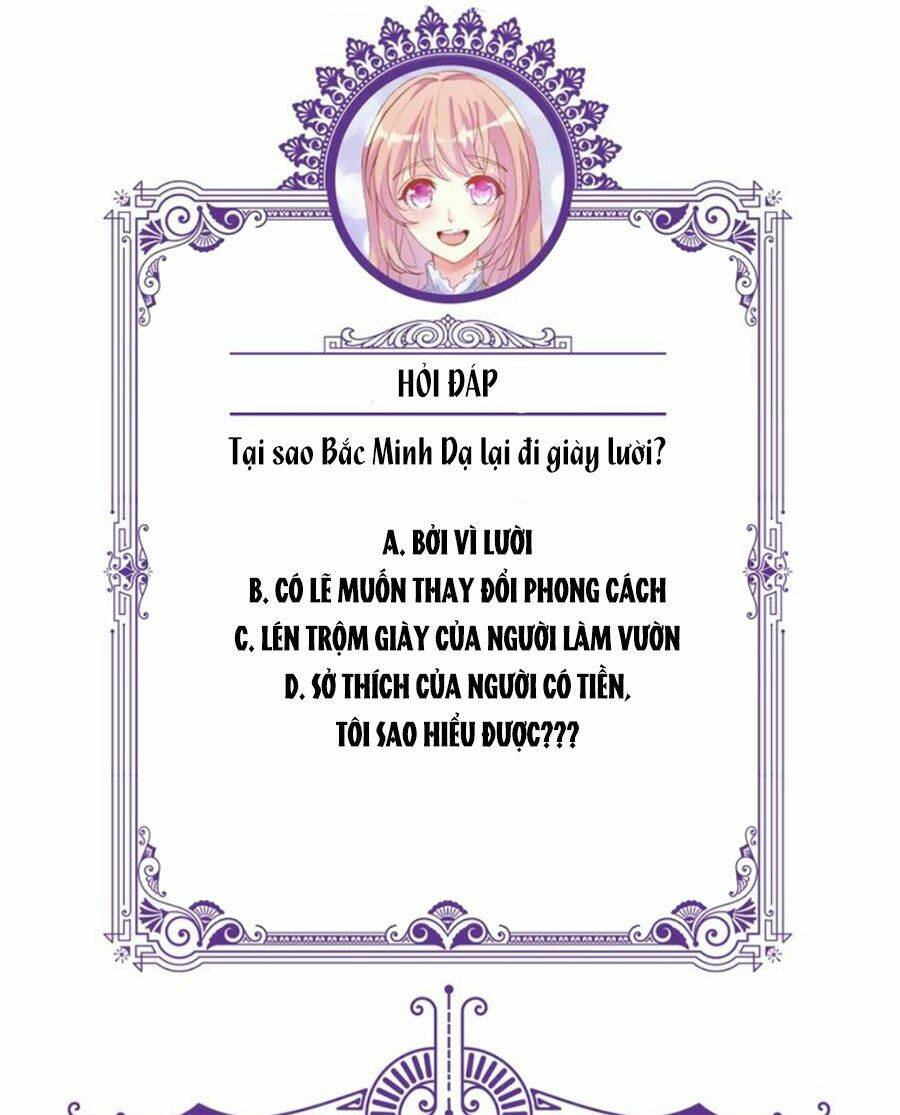 HỎI ĐÁP
Tại sao Bắc Minh Dạ lại đi giày lười?
A. BỞI VÌ LƯỜI
B. CÓ LẼ MUỐN THAY ĐỔI PHONG CÁCH
C. LÉN TRỘM GIÀY CỦA NGƯỜI LÀM VƯỜN
D. SỞ THÍCH CỦA NGƯỜI CÓ TIỀN,
TÔI SAO HIỂU ĐƯỢC???